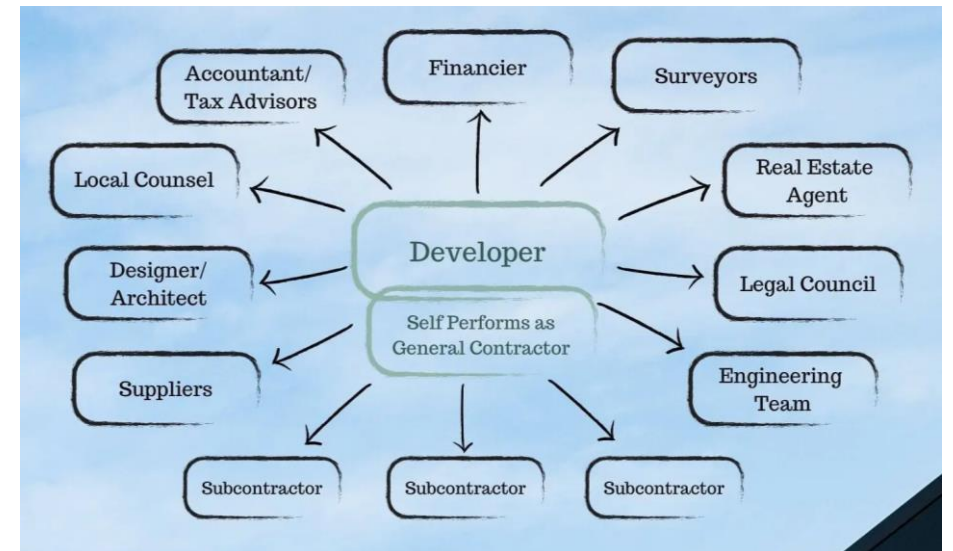 Accountant/
Tax Advisors
Financier
Surveyors
Local Counsel
Real Estate
Agent
Developer
Designer/
Architect
Legal Council
Self Performs as
General Contractor
Suppliers
Engineering
Team
Subcontractor
Subcontractor
Subcontractor